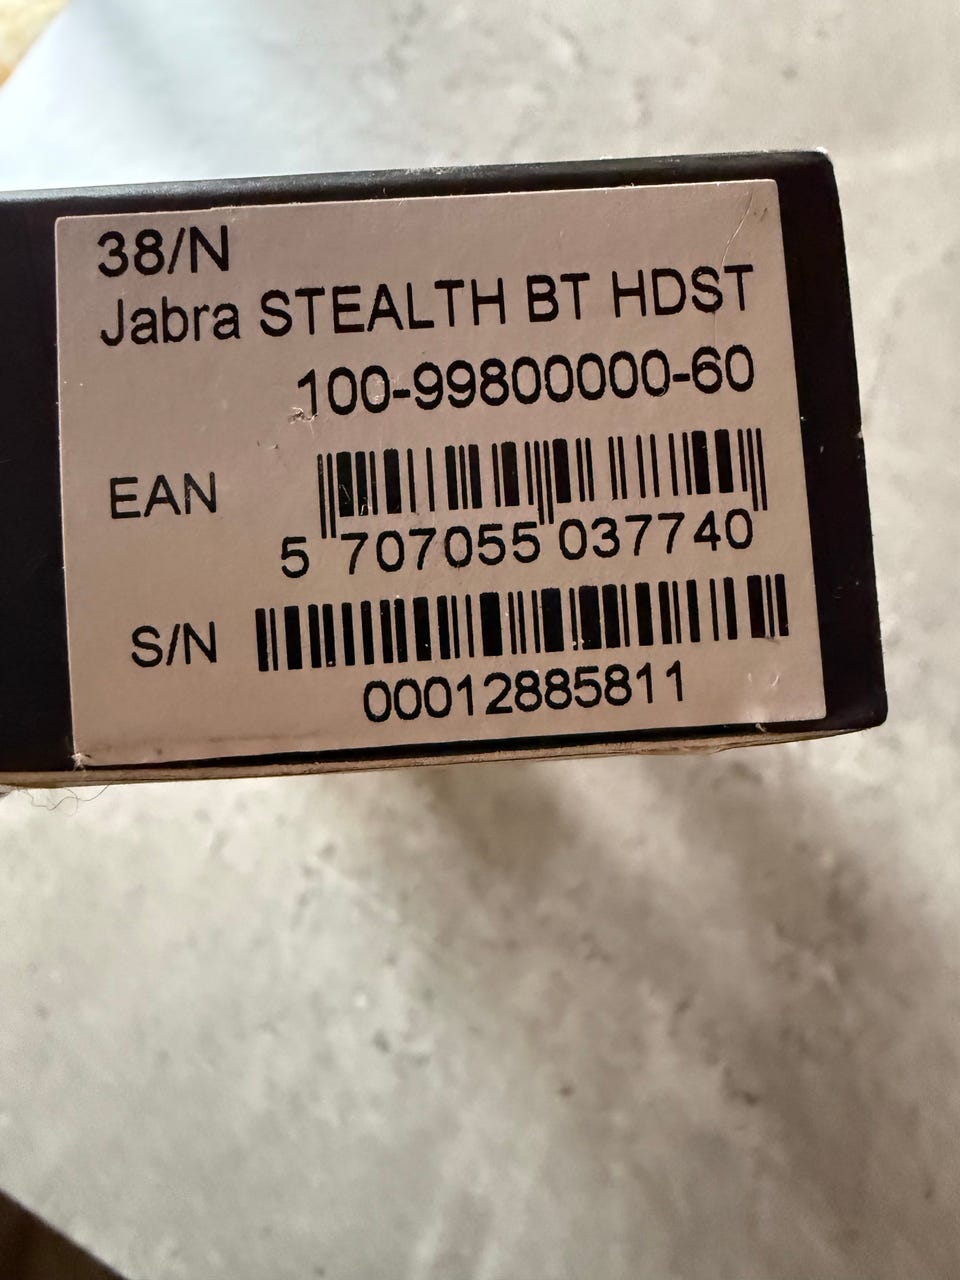 38/N
Jabra STEALTH BT HDST
100-99800000-60
EAN
5 707055 037740
S/N
00012885811